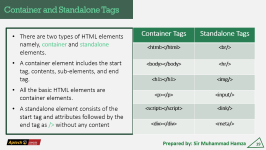 Container and Standalone Tags
• There are two types of HTML elements
namely, container and standalone
elements.
• A container element includes the start
tag, contents, sub-elements, and end
tag.
• All the basic HTML elements are
container elements.
• A standalone element consists of the
start tag and attributes followed by the
end tag as /> without any content
Container Tags Standalone Tags
<html></html> <br/>
<body></body> <hr/>
<h1></h1> <img/>
<p></p> <input/>
<script></script> <link/>
<div></div> <meta/>
Aptech
Prepared by: Sir Muhammad Hamza